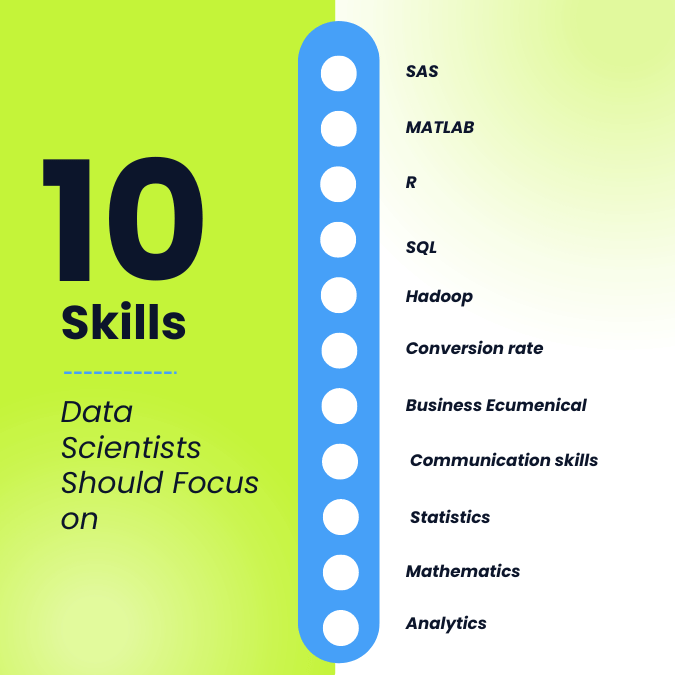 10
Skills
Data
Scientists
Should Focus
on
SAS
MATLAB
R
SQL
Hadoop
Conversion rate
Business Ecumenical
Communication skills
Statistics
Mathematics
Analytics